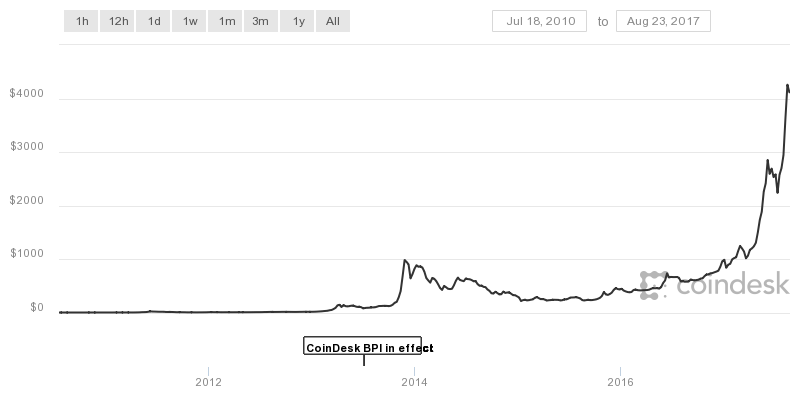 1h 12h 1d 1w 1m 3m 1y All Jul 18, 2010 to Aug 23, 2017
$4000
$3000
$2000
$1000
coindesk
$0
CoinDesk BPI in effect
2012 2014 2016